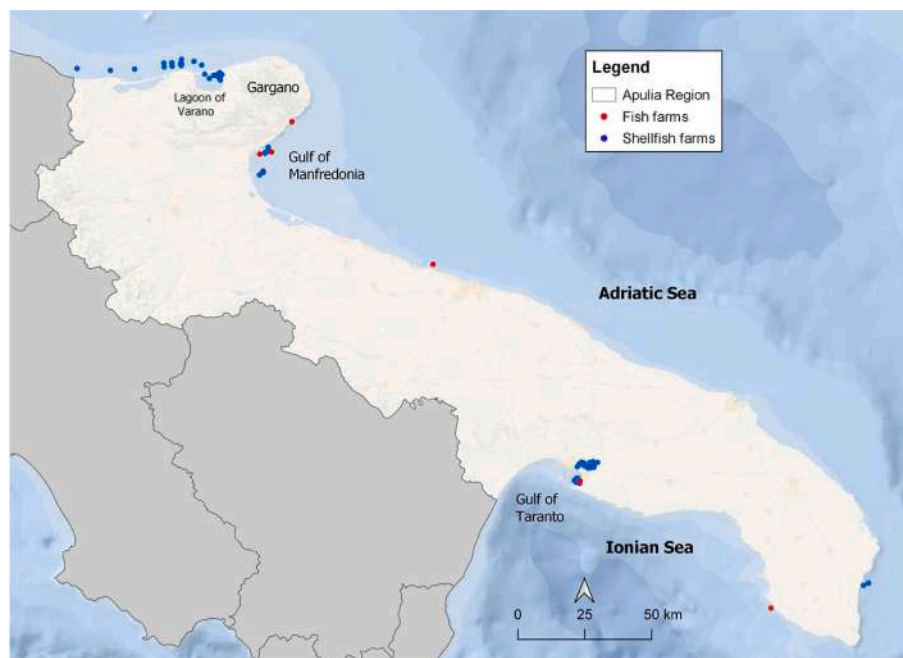 Legend
Apulia Region
Fish farms
Shellfish farms
Gargano
Lagoon of
Varano
Gulf of
Manfredonia
Adriatic Sea
Gulf of
Taranto
Ionian Sea
0 25 50 km